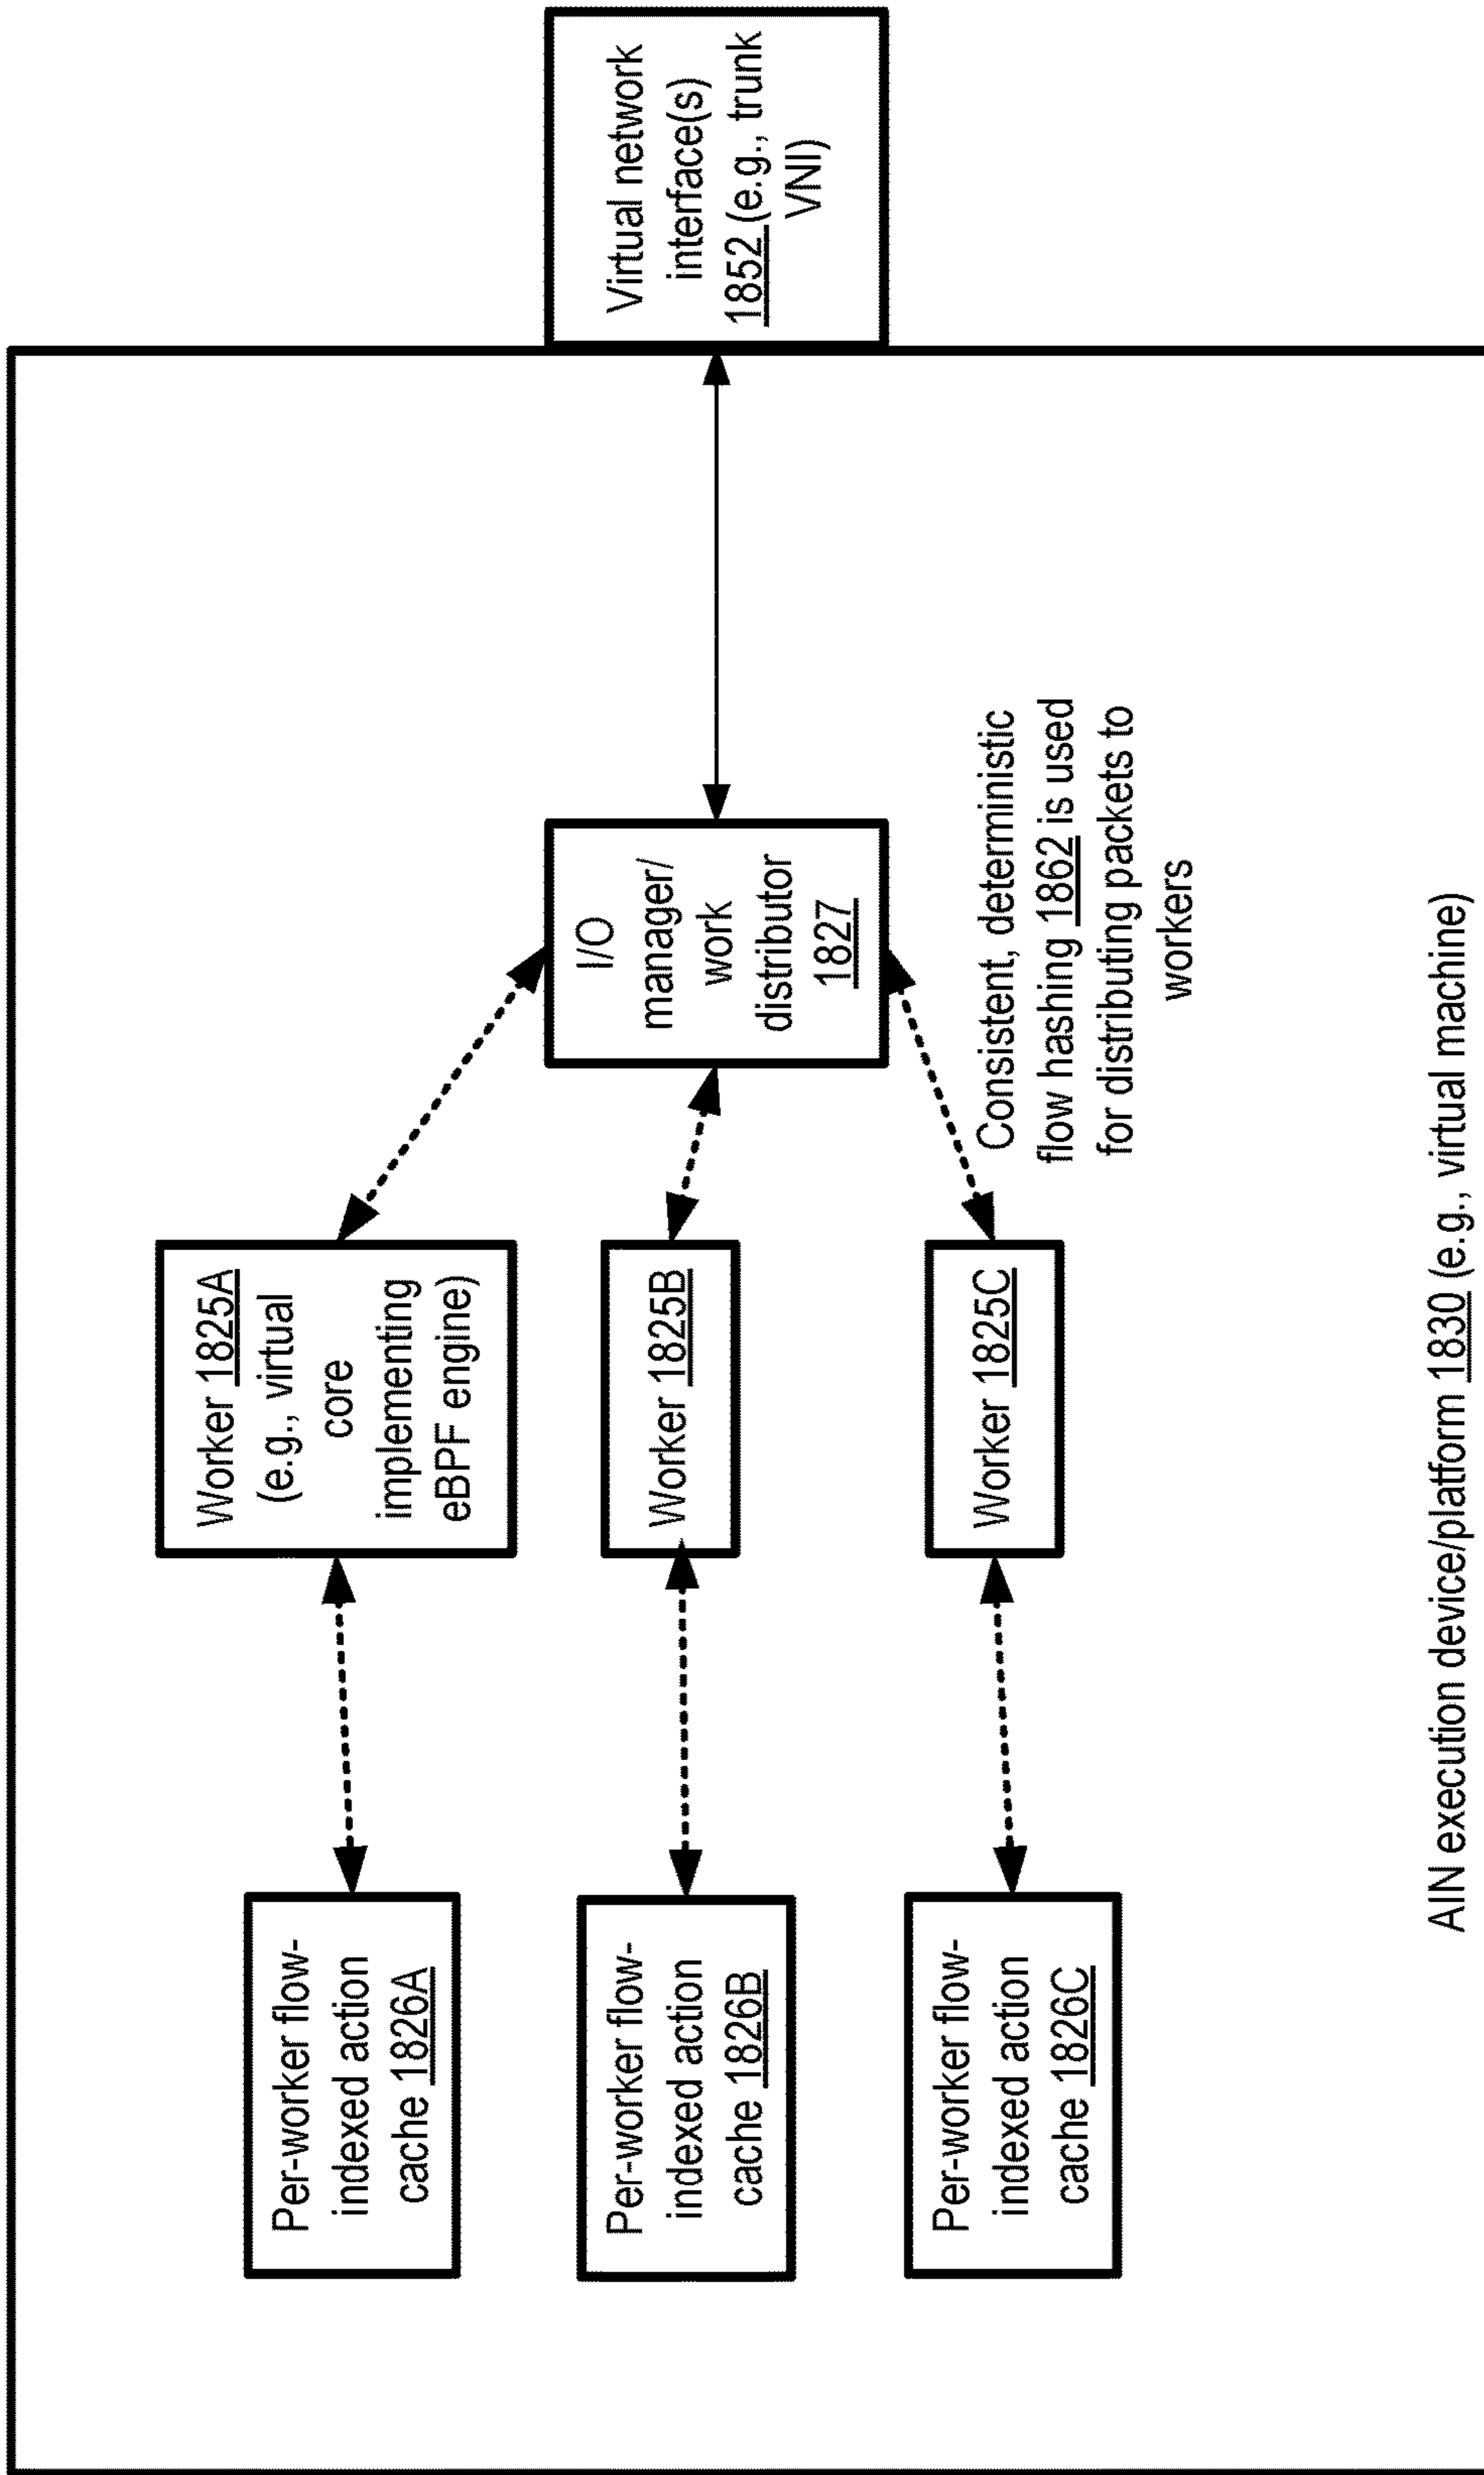 Per-worker flow-
indexed action
cache 1826A
Worker 1825A
(e.g., virtual
core
implementing
eBPF engine)
Per-worker flow-
indexed action
cache 1826B
Worker 1825B
I/O
manager/
work
distributor
1827
Virtual network
interface(s)
1852 (e.g., trunk
VNI)
Per-worker flow-
indexed action
cache 1826C
Worker 1825C
Consistent, deterministic
flow hashing 1862 is used
for distributing packets to
workers
AIN execution device/platform 1830 (e.g., virtual machine)